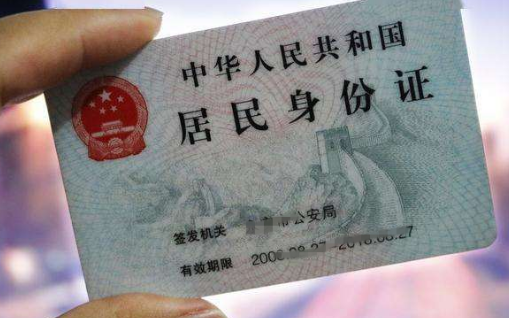 中华人民共和国
居民身份证
签发机关 市公安局
有效期限